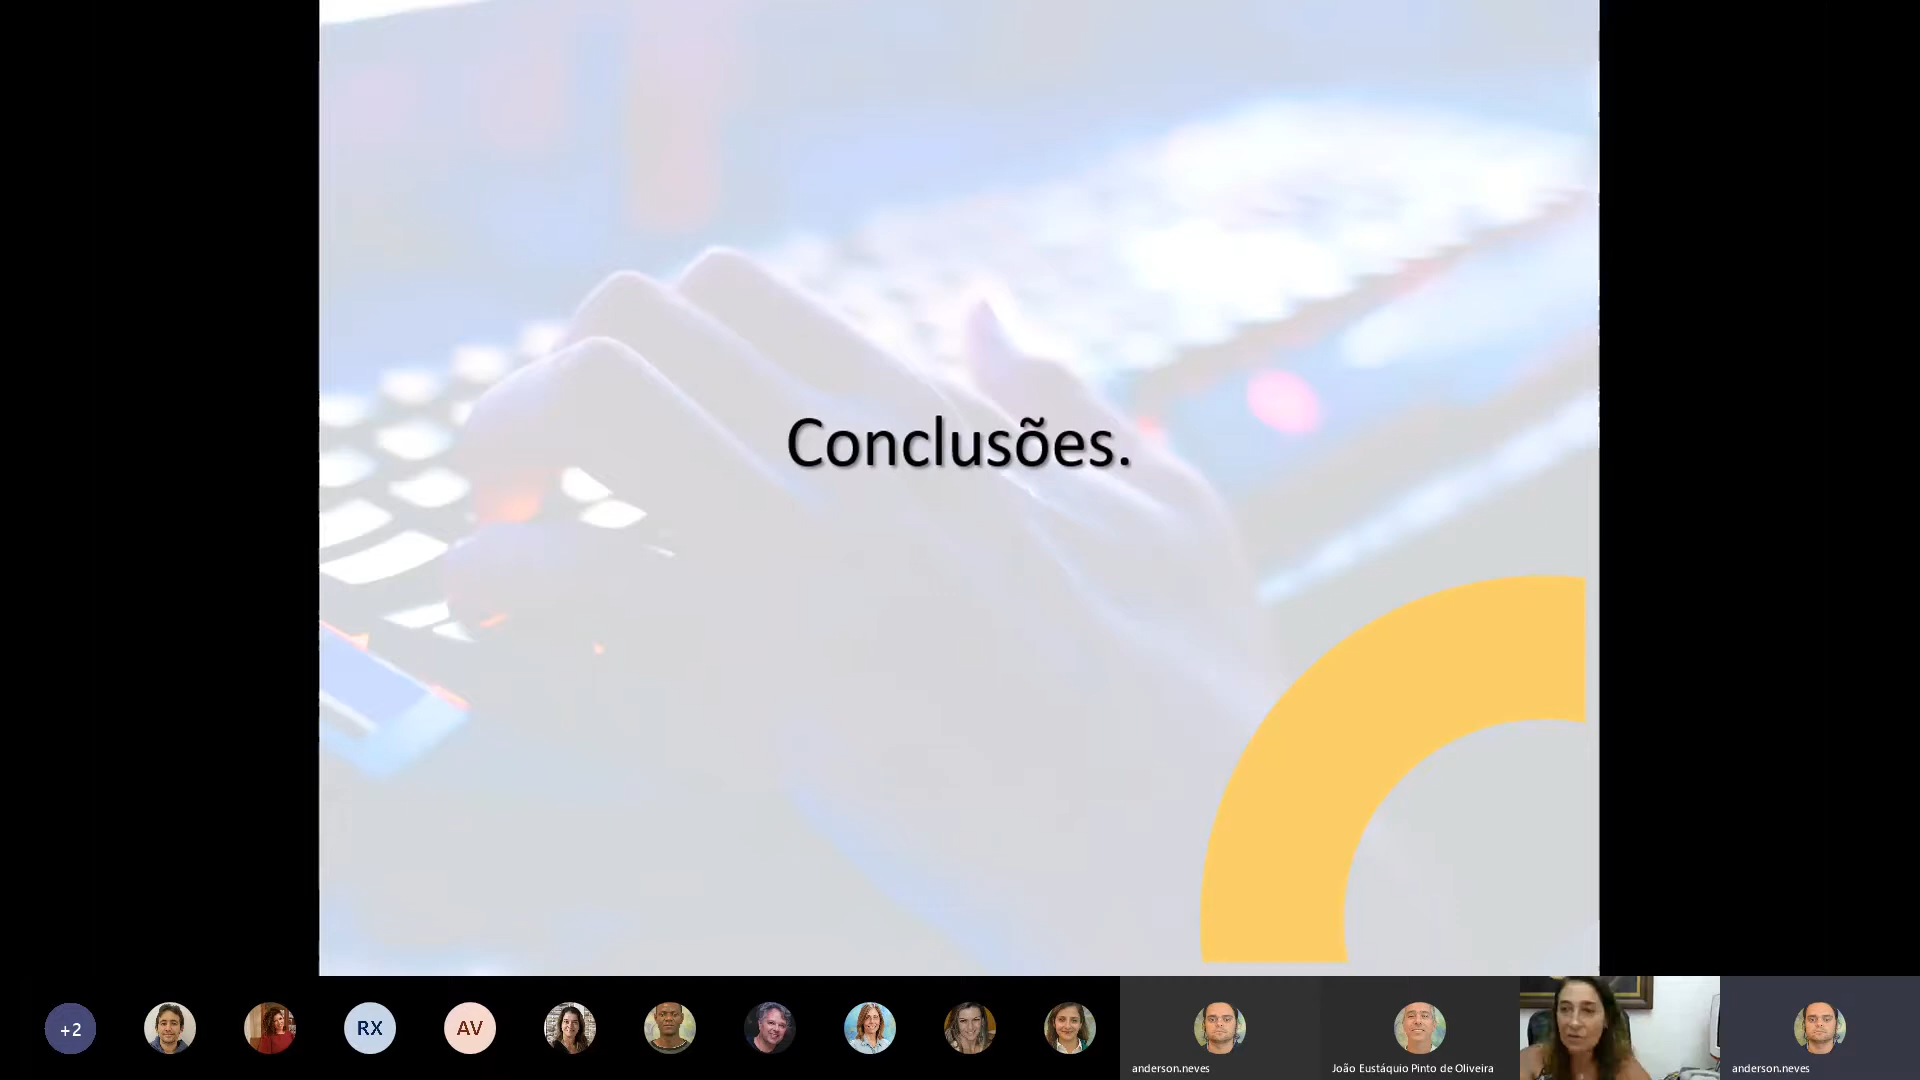 Conclusões.
+2
RX
AV
anderson.neves
João Eustáquio Pinto de Oliveira
anderson.neves